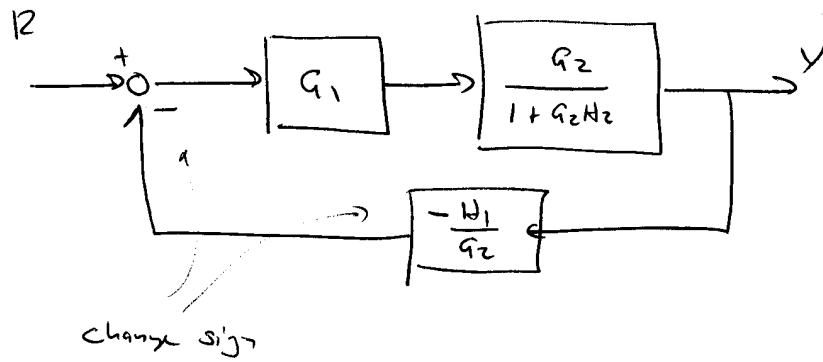 R
+
−
G₁
G₂
1 + G₂H₂
Y
−H₁
G₂
change sign